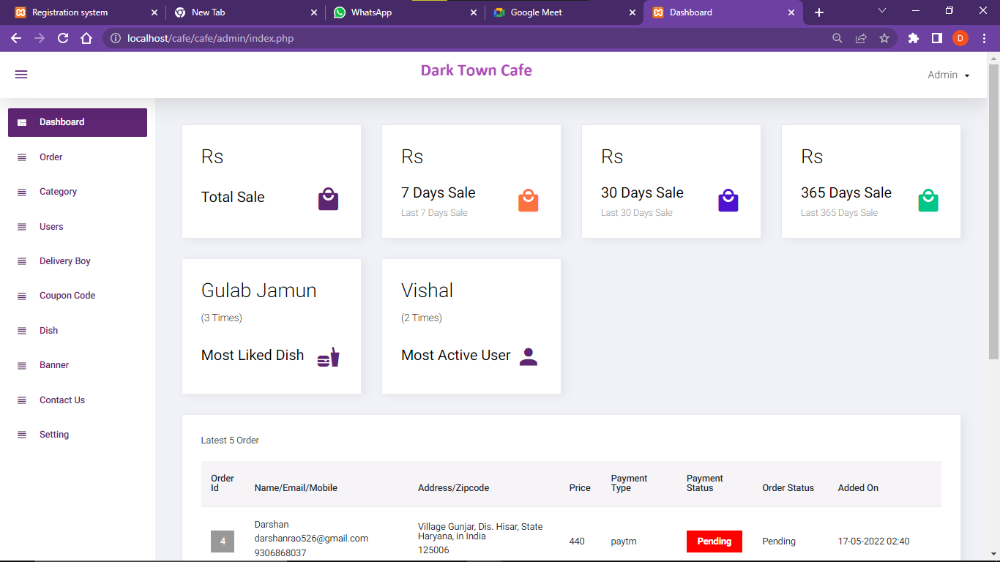 Registration system
New Tab
WhatsApp
Google Meet
Dashboard
localhost/cafe/cafe/admin/index.php
D
Dark Town Cafe
Admin
Dashboard
Order
Category
Users
Delivery Boy
Coupon Code
Dish
Banner
Contact Us
Setting
Rs
Total Sale
Rs
7 Days Sale
Last 7 Days Sale
Rs
30 Days Sale
Last 30 Days Sale
Rs
365 Days Sale
Last 365 Days Sale
Gulab Jamun
(3 Times)
Most Liked Dish
Vishal
(2 Times)
Most Active User
Latest 5 Order
Order
Id
Name/Email/Mobile
Address/Zipcode
Price
Payment
Type
Payment
Status
Order Status
Added On
4
Darshan
darshanrao526@gmail.com
9306868037
Village Gunjar, Dis. Hisar, State
Haryana, in India
125006
440
paytm
Pending
Pending
17-05-2022 02:40